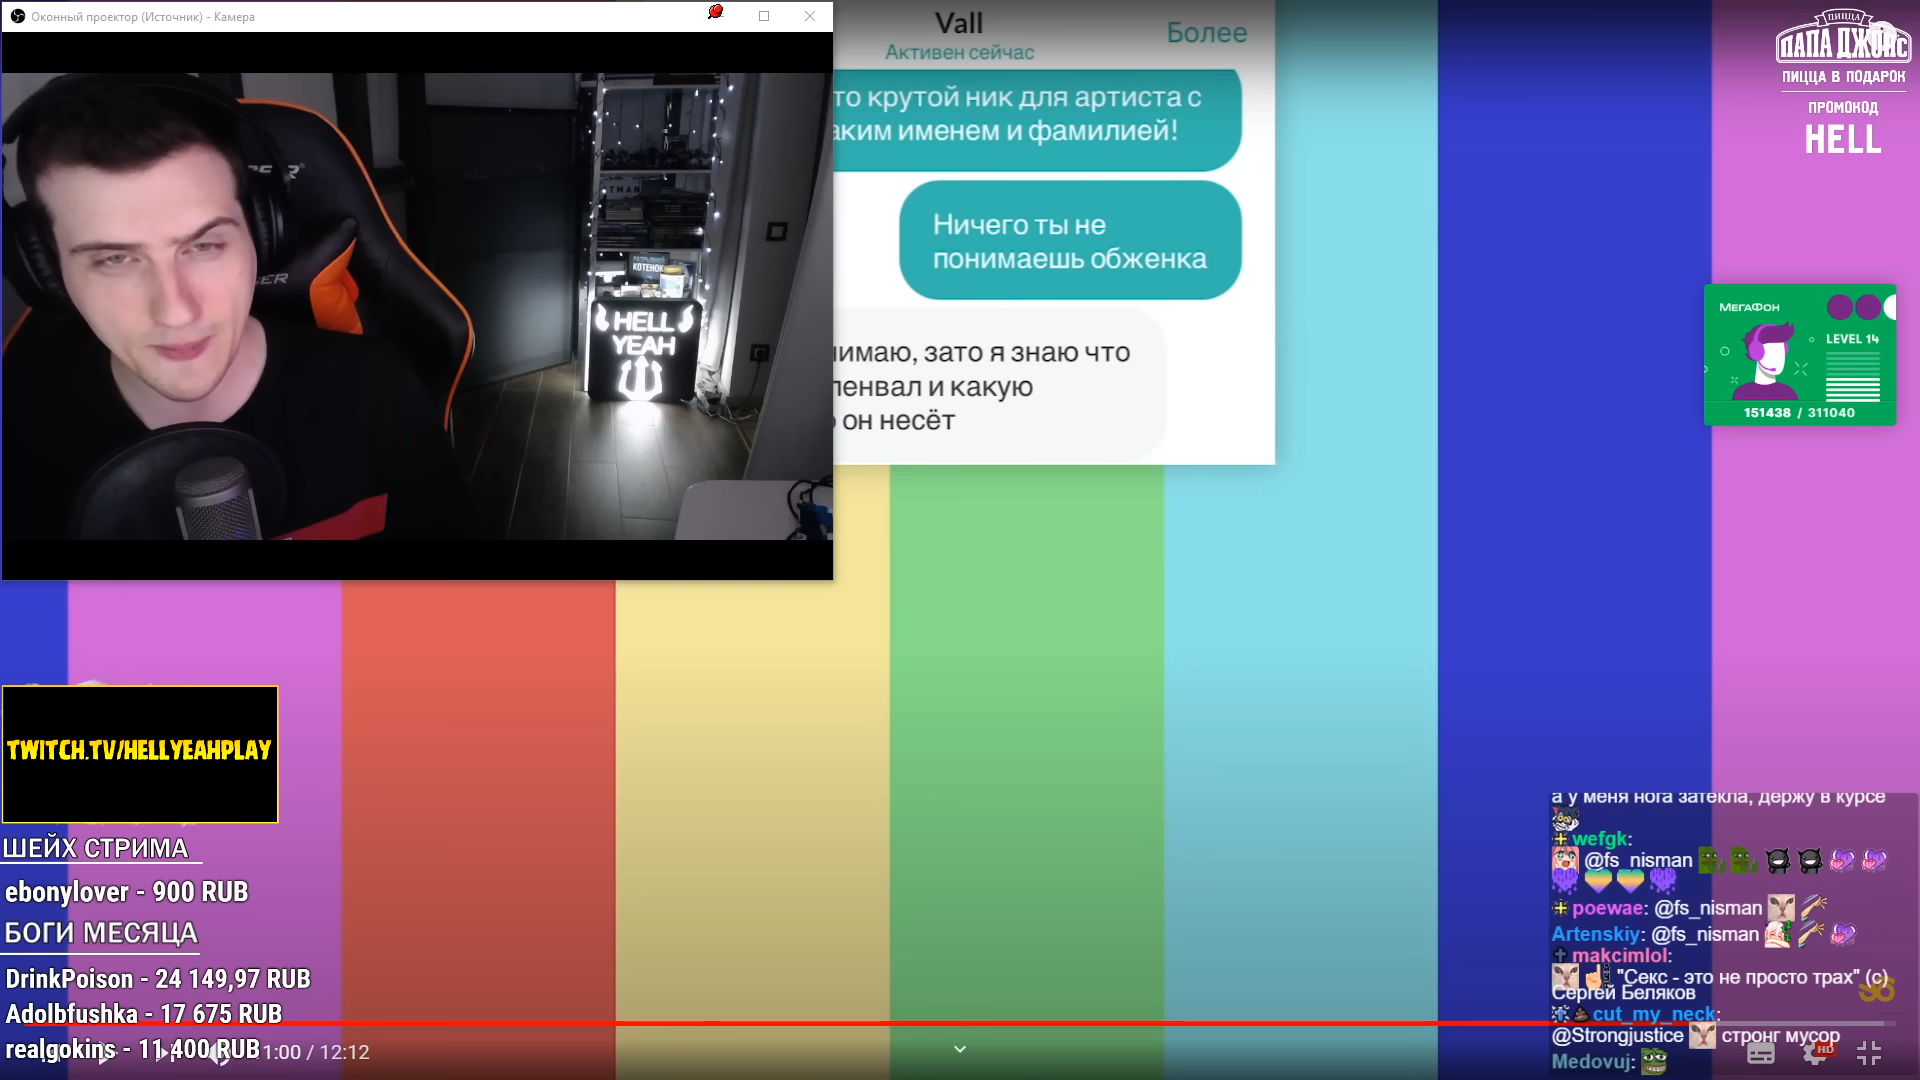 Оконный проектор (Источник) - Камера
Vall
Активен сейчас
Более
то крутой ник для артиста с
аким именем и фамилией!
Ничего ты не
понимаешь обженка
нимаю, зато я знаю что
ленвал и какую
он несёт
HELL
YEAH
КОТЕНОК
ПИЦЦА
ПАПА ДЖОНС
ПИЦЦА В ПОДАРОК
ПРОМОКОД
HELL
МЕГАФОН
LEVEL 14
151438 / 311040
TWITCH.TV/HELLYEAHPLAY
ШЕЙХ СТРИМА
ebonylover - 900 RUB
БОГИ МЕСЯЦА
DrinkPoison - 24 149,97 RUB
Adolbfushka - 17 675 RUB
realgokins - 11 400 RUB
1:00 / 12:12
а у меня нога затекла, держу в курсе
wefgk:
@fs_nisman
poewae: @fs_nisman
Artenskiy: @fs_nisman
makcimlol:
"Секс - это не просто трах" (с)
Сергей Беляков
cut_my_neck:
@Strongjustice стронг мусор
Medovuj:
HD